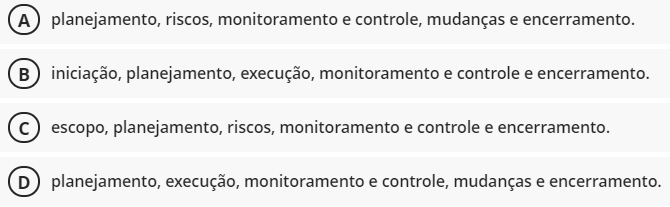 A planejamento, riscos, monitoramento e controle, mudanças e encerramento.
B iniciação, planejamento, execução, monitoramento e controle e encerramento.
C escopo, planejamento, riscos, monitoramento e controle e encerramento.
D planejamento, execução, monitoramento e controle, mudanças e encerramento.